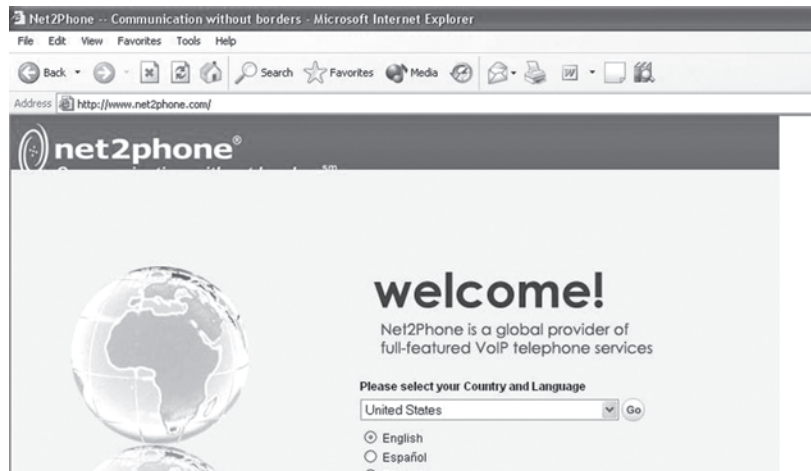 Net2Phone -- Communication without borders - Microsoft Internet Explorer
File Edit View Favorites Tools Help
Back Search Favorites Media
Address http://www.net2phone.com/
net2phone®
welcome!
Net2Phone is a global provider of
full-featured VoIP telephone services
Please select your Country and Language
United States Go
English
Español